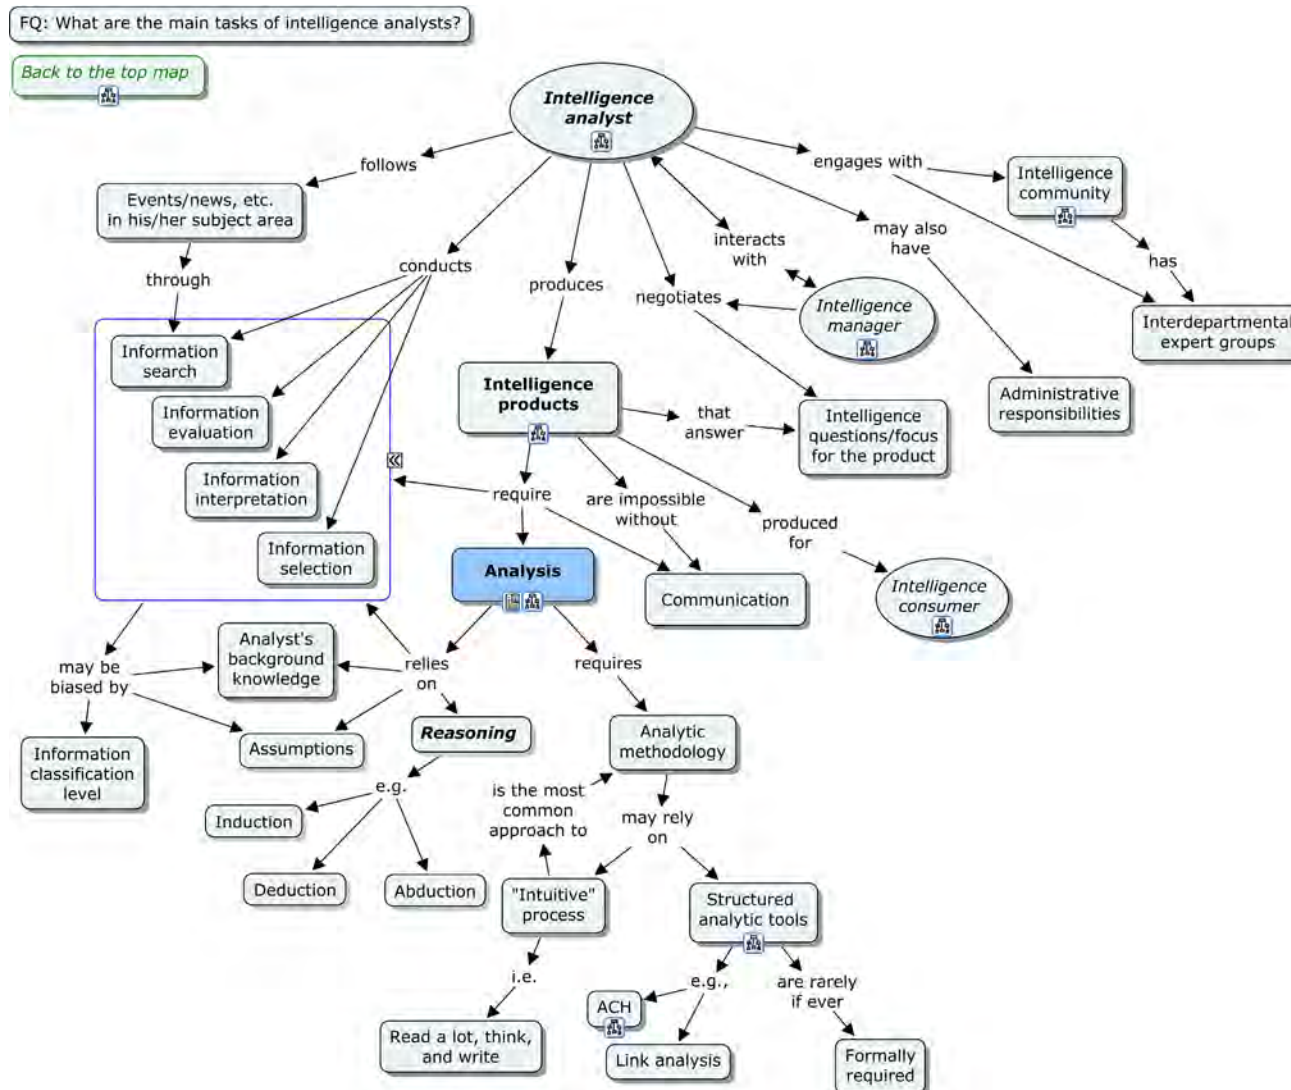 FQ: What are the main tasks of intelligence analysts?
Back to the top map
Intelligence
analyst
follows
engages with
Intelligence
community
Events/news, etc.
in his/her subject area
interacts
with
may also
have
has
through
conducts
produces
negotiates
Intelligence
manager
Interdepartmental
expert groups
Information
search
Intelligence
products
Administrative
responsibilities
Information
evaluation
that
answer
Intelligence
questions/focus
for the product
Information
interpretation
require
are impossible
without
produced
for
Information
selection
Analysis
Communication
Intelligence
consumer
Analyst's
background
knowledge
may be
biased by
relies
on
requires
Information
classification
level
Assumptions
Reasoning
Analytic
methodology
e.g.
is the most
common
approach to
may rely
on
Induction
Deduction
Abduction
"Intuitive"
process
Structured
analytic tools
i.e.
e.g.,
are rarely
if ever
ACH
Read a lot, think,
and write
Link analysis
Formally
required